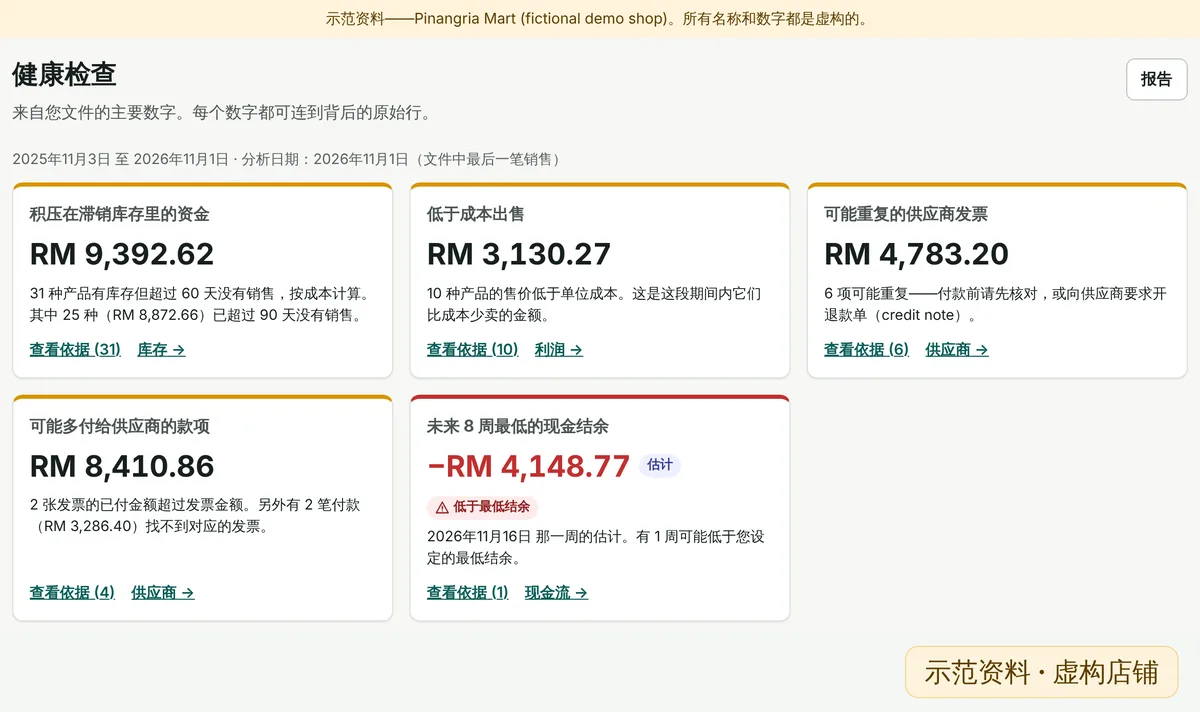 示范资料——Pinangria Mart (fictional demo shop)。所有名称和数字都是虚构的。
健康检查
报告
来自您文件的主要数字。每个数字都可连到背后的原始行。
2025年11月3日 至 2026年11月1日 · 分析日期：2026年11月1日（文件中最后一笔销售）
积压在滞销库存里的资金
RM 9,392.62
31 种产品有库存但超过 60 天没有销售，按成本计算。
其中 25 种（RM 8,872.66）已超过 90 天没有销售。
查看依据 (31) 库存 →
低于成本出售
RM 3,130.27
10 种产品的售价低于单位成本。这是这段期间内它们
比成本少卖的金额。
查看依据 (10) 利润 →
可能重复的供应商发票
RM 4,783.20
6 项可能重复——付款前请先核对，或向供应商要求开
退款单（credit note）。
查看依据 (6) 供应商 →
可能多付给供应商的款项
RM 8,410.86
2 张发票的已付金额超过发票金额。另外有 2 笔付款
（RM 3,286.40）找不到对应的发票。
查看依据 (4) 供应商 →
未来 8 周最低的现金结余
−RM 4,148.77 估计
低于最低结余
2026年11月16日 那一周的估计。有 1 周可能低于您设
定的最低结余。
查看依据 (1) 现金流 →
示范资料 · 虚构店铺